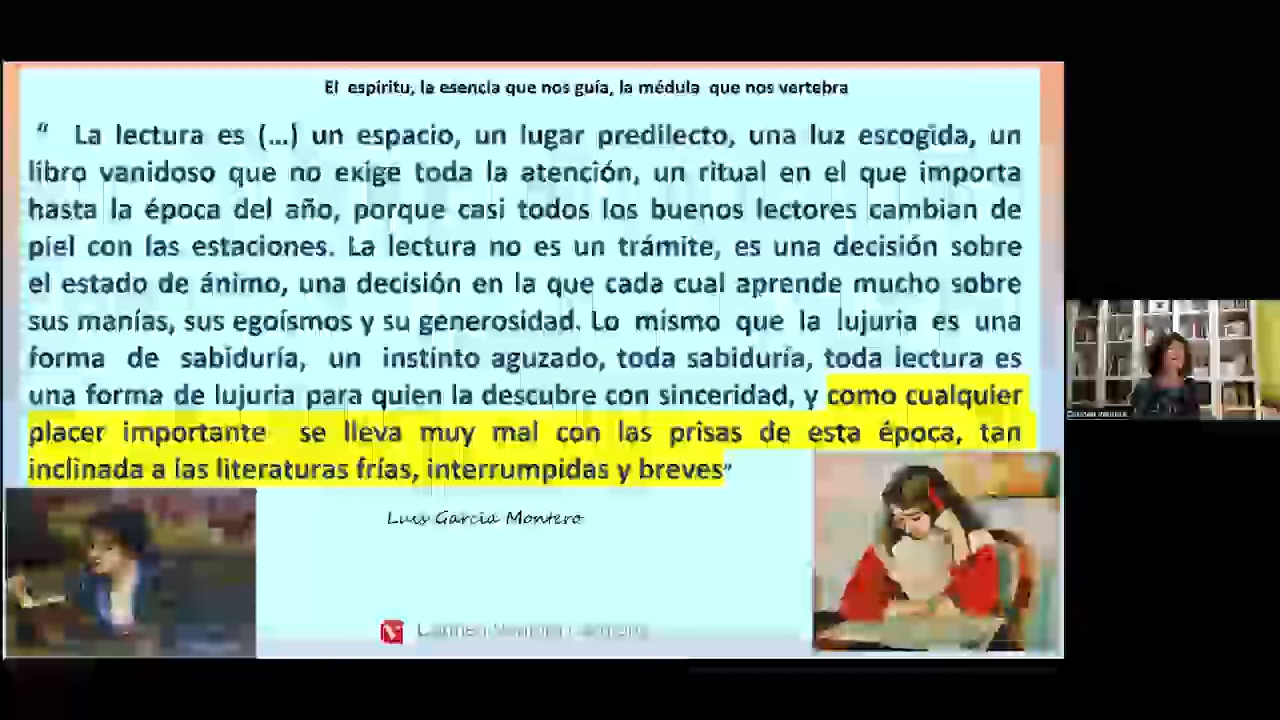 El espíritu, la esencia que nos guía, la médula que nos vertebra
“ La lectura es (...) un espacio, un lugar predilecto, una luz escogida, un
libro vanidoso que no exige toda la atención, un ritual en el que importa
hasta la época del año, porque casi todos los buenos lectores cambian de
piel con las estaciones. La lectura no es un trámite, es una decisión sobre
el estado de ánimo, una decisión en la que cada cual aprende mucho sobre
sus manías, sus egoísmos y su generosidad. Lo mismo que la lujuria es una
forma de sabiduría, un instinto aguzado, toda sabiduría, toda lectura es
una forma de lujuria para quien la descubre con sinceridad, y como cualquier
placer importante se lleva muy mal con las prisas de esta época, tan
inclinada a las literaturas frías, interrumpidas y breves”
Luis García Montero
Carmen